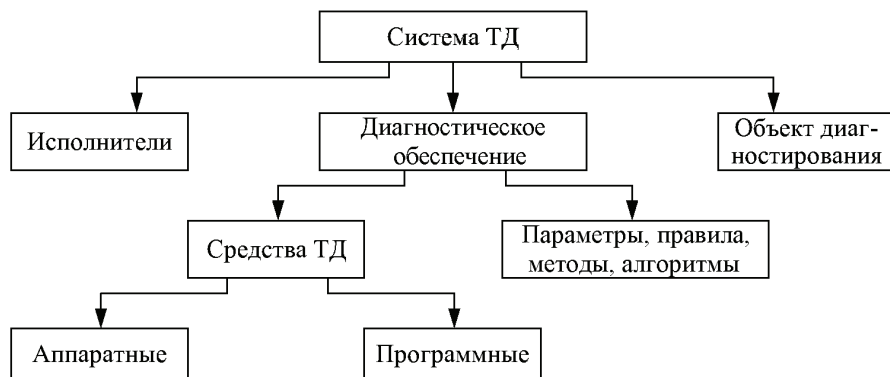 Система ТД
Исполнители
Диагностическое
обеспечение
Объект диаг-
ностирования
Средства ТД
Параметры, правила,
методы, алгоритмы
Аппаратные
Программные